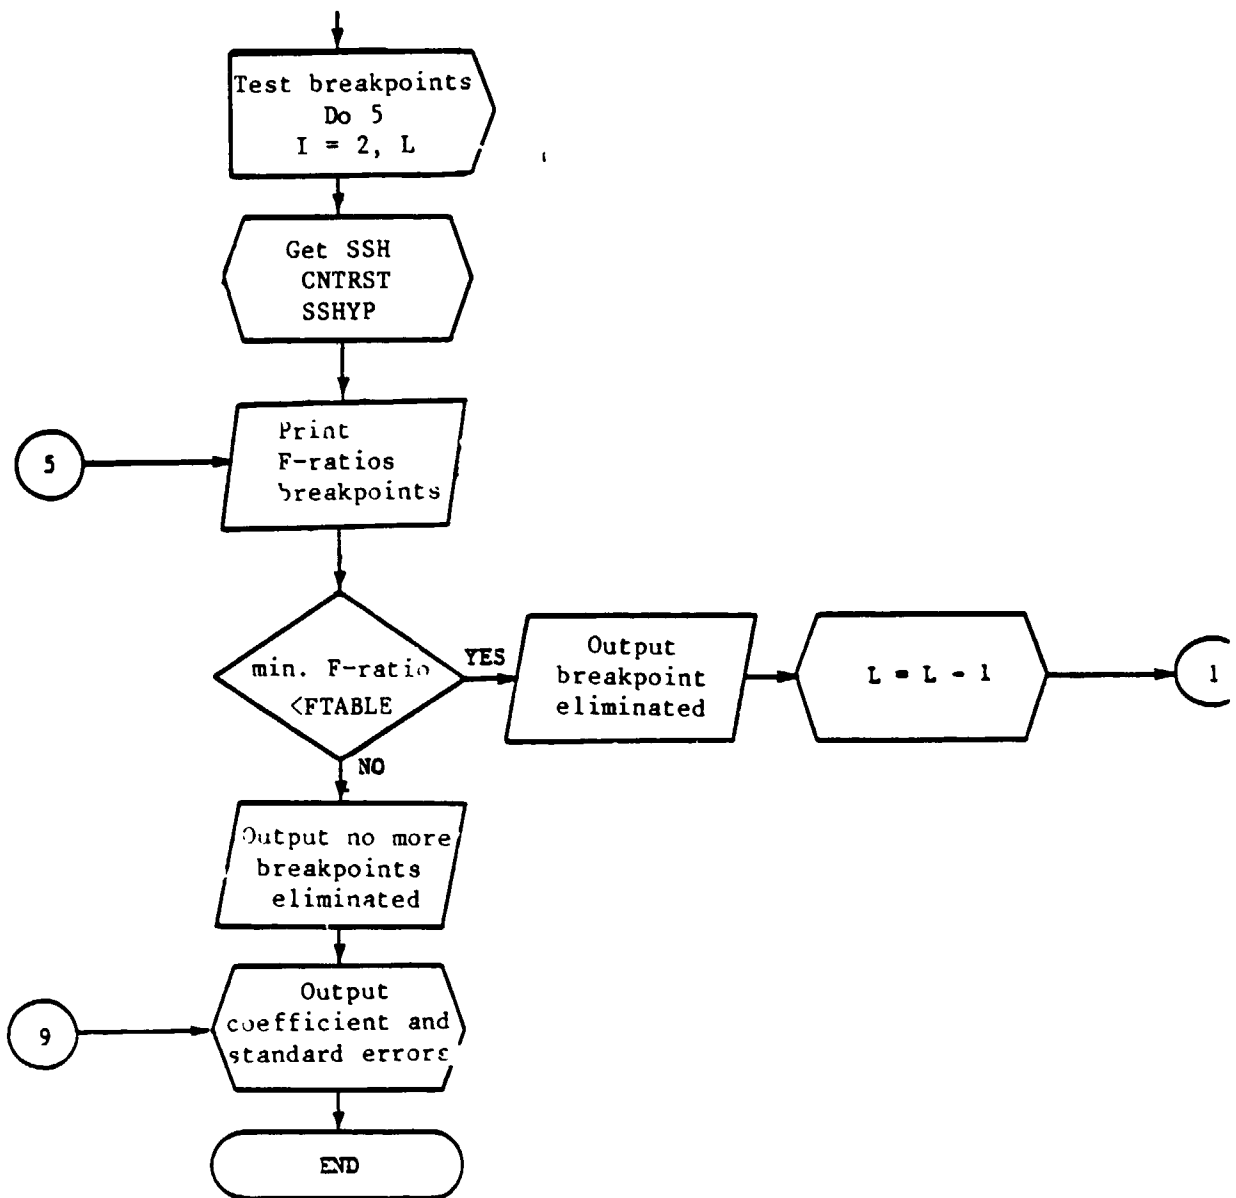 Test breakpoints
Do 5
I = 2, L
Get SSH
CNTRST
SSHYP
5
Print
F-ratios
breakpoints
min. F-ratio
<FTABLE
YES
Output
breakpoint
eliminated
L = L - 1
1
NO
Output no more
breakpoints
eliminated
9
Output
coefficient and
standard errors
END